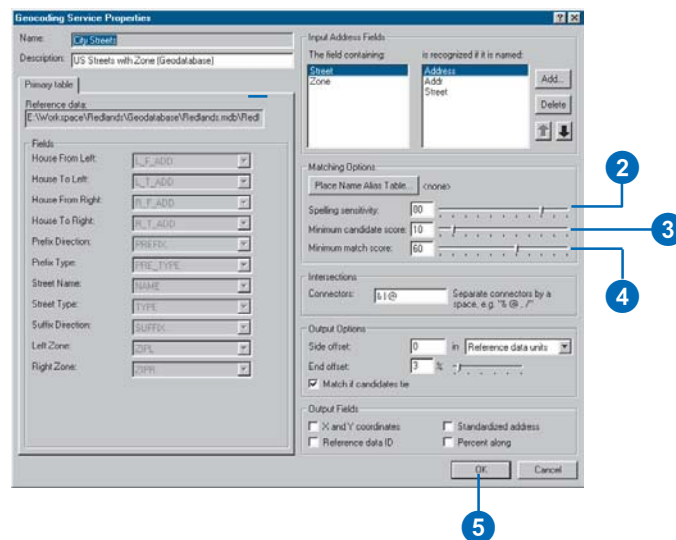 Geocoding Service Properties
Name: City Streets
Description: US Streets with Zone (Geodatabase)
Primary table
Reference data:
E:\Workspace\Redlands\Geodatabase\Redlands.mdb\Redl
Fields
House From Left: L_F_ADD
House To Left: L_T_ADD
House From Right: R_F_ADD
House To Right: R_T_ADD
Prefix Direction: PREFIX
Prefix Type: PRE_TYPE
Street Name: NAME
Street Type: TYPE
Suffix Direction: SUFFIX
Left Zone: ZIPL
Right Zone: ZIPR
Input Address Fields
The field containing: is recognized if it is named:
Street
Zone
Address
Addr
Street
Add...
Delete
Matching Options
Place Name Alias Table... <none>
Spelling sensitivity: 80
Minimum candidate score: 10
Minimum match score: 60
Intersections
Connectors: & | @ Separate connectors by a
space, e.g. "& @ , /"
Output Options
Side offset: 0 in Reference data units
End offset: 3 %
Match if candidates tie
Output Fields
X and Y coordinates Standardized address
Reference data ID Percent along
OK Cancel
2
3
4
5